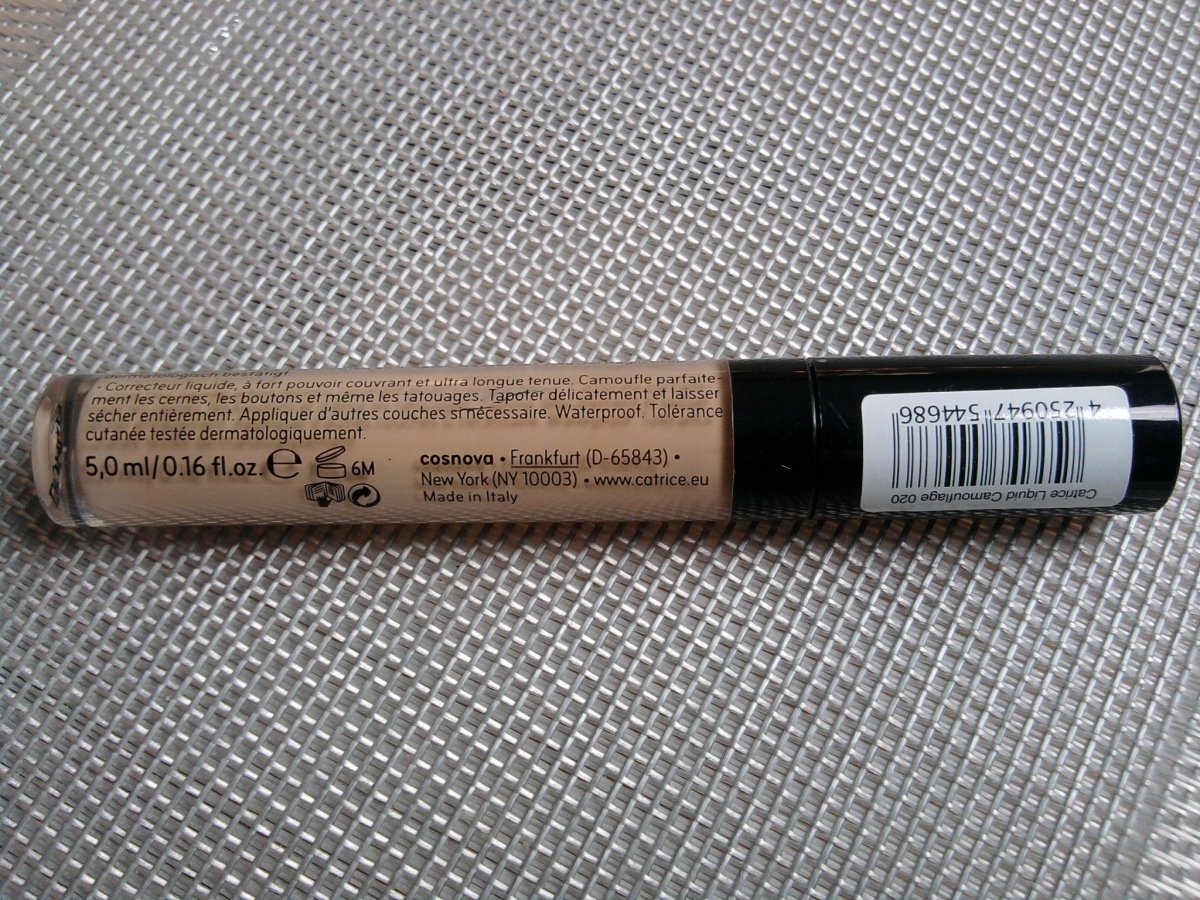 dermatologisch bestätigt
• Correcteur liquide, à fort pouvoir couvrant et ultra longue tenue. Camoufle parfaite-
ment les cernes, les boutons et même les tatouages. Tapoter délicatement et laisser
sécher entièrement. Appliquer d'autres couches si nécessaire. Waterproof. Tolérance
cutanée testée dermatologiquement.
5,0 ml/0.16 fl.oz. e 6M
cosnova • Frankfurt (D-65843) •
New York (NY 10003) • www.catrice.eu
Made in Italy
Catrice Liquid Camouflage 020
4 250947 544686